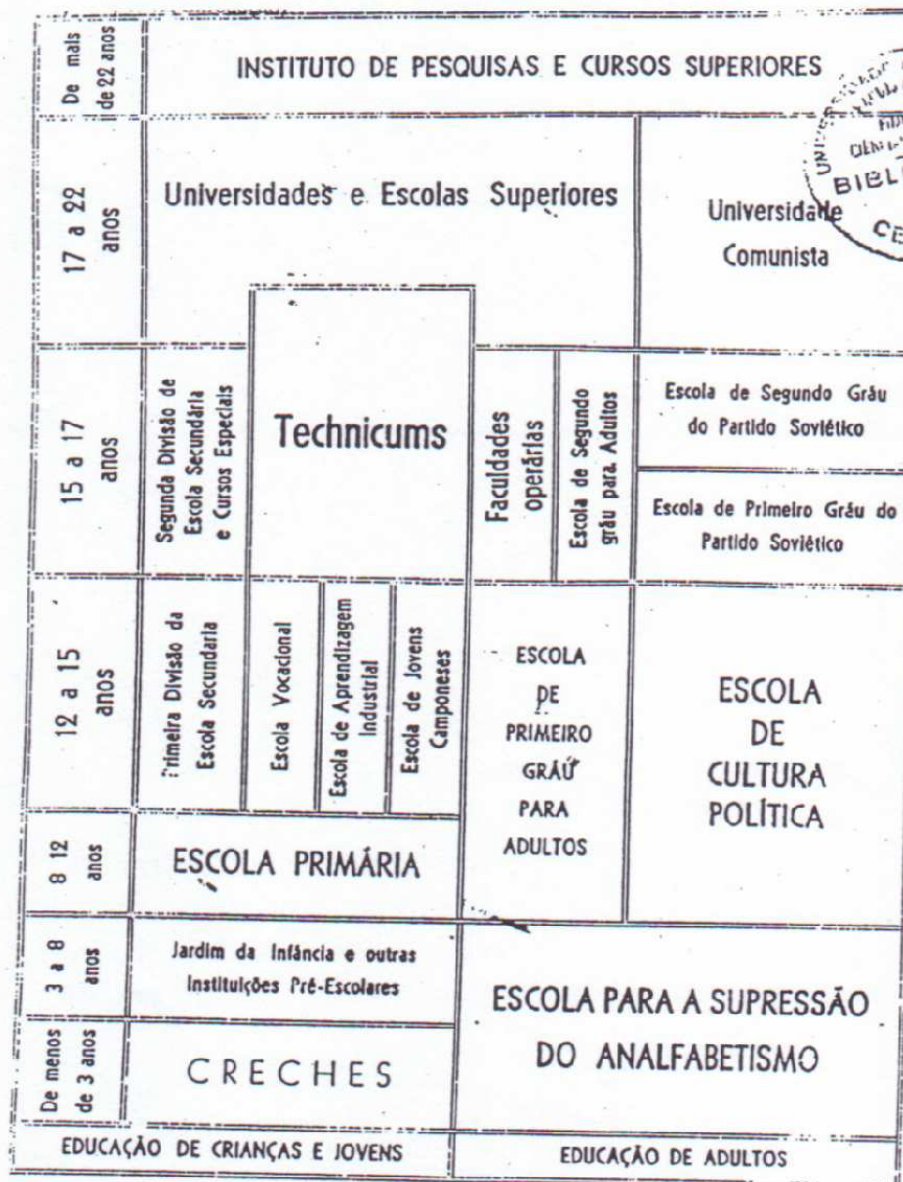 De mais
de 22 anos
INSTITUTO DE PESQUISAS E CURSOS SUPERIORES
17 a 22
anos
Universidades e Escolas Superiores
Universidade
Comunista
BIBL
CE
15 a 17
anos
Segunda Divisão de
Escola Secundária
e Cursos Especiais
Technicums
Faculdades
operárias
Escola de Segundo
grâu para. Adultos
Escola de Segundo Grâu
do Partido Soviético
Escola de Primeiro Grâu do
Partido Soviético
12 a 15
anos
Primeira Divisão da
Escola Secundaria
Escola Vocacional
Escola de Aprendizagem
Industrial
Escola de Jovens
Camponeses
ESCOLA
DE
PRIMEIRO
GRÂU
PARA
ADULTOS
ESCOLA
DE
CULTURA
POLÍTICA
8 12
anos
ESCOLA PRIMÁRIA
3 a 8
anos
Jardim da Infância e outras
Instituições Pré-Escolares
ESCOLA PARA A SUPRESSÃO
DO ANALFABETISMO
De menos
de 3 anos
CRECHES
EDUCAÇÃO DE CRIANÇAS E JOVENS
EDUCAÇÃO DE ADULTOS